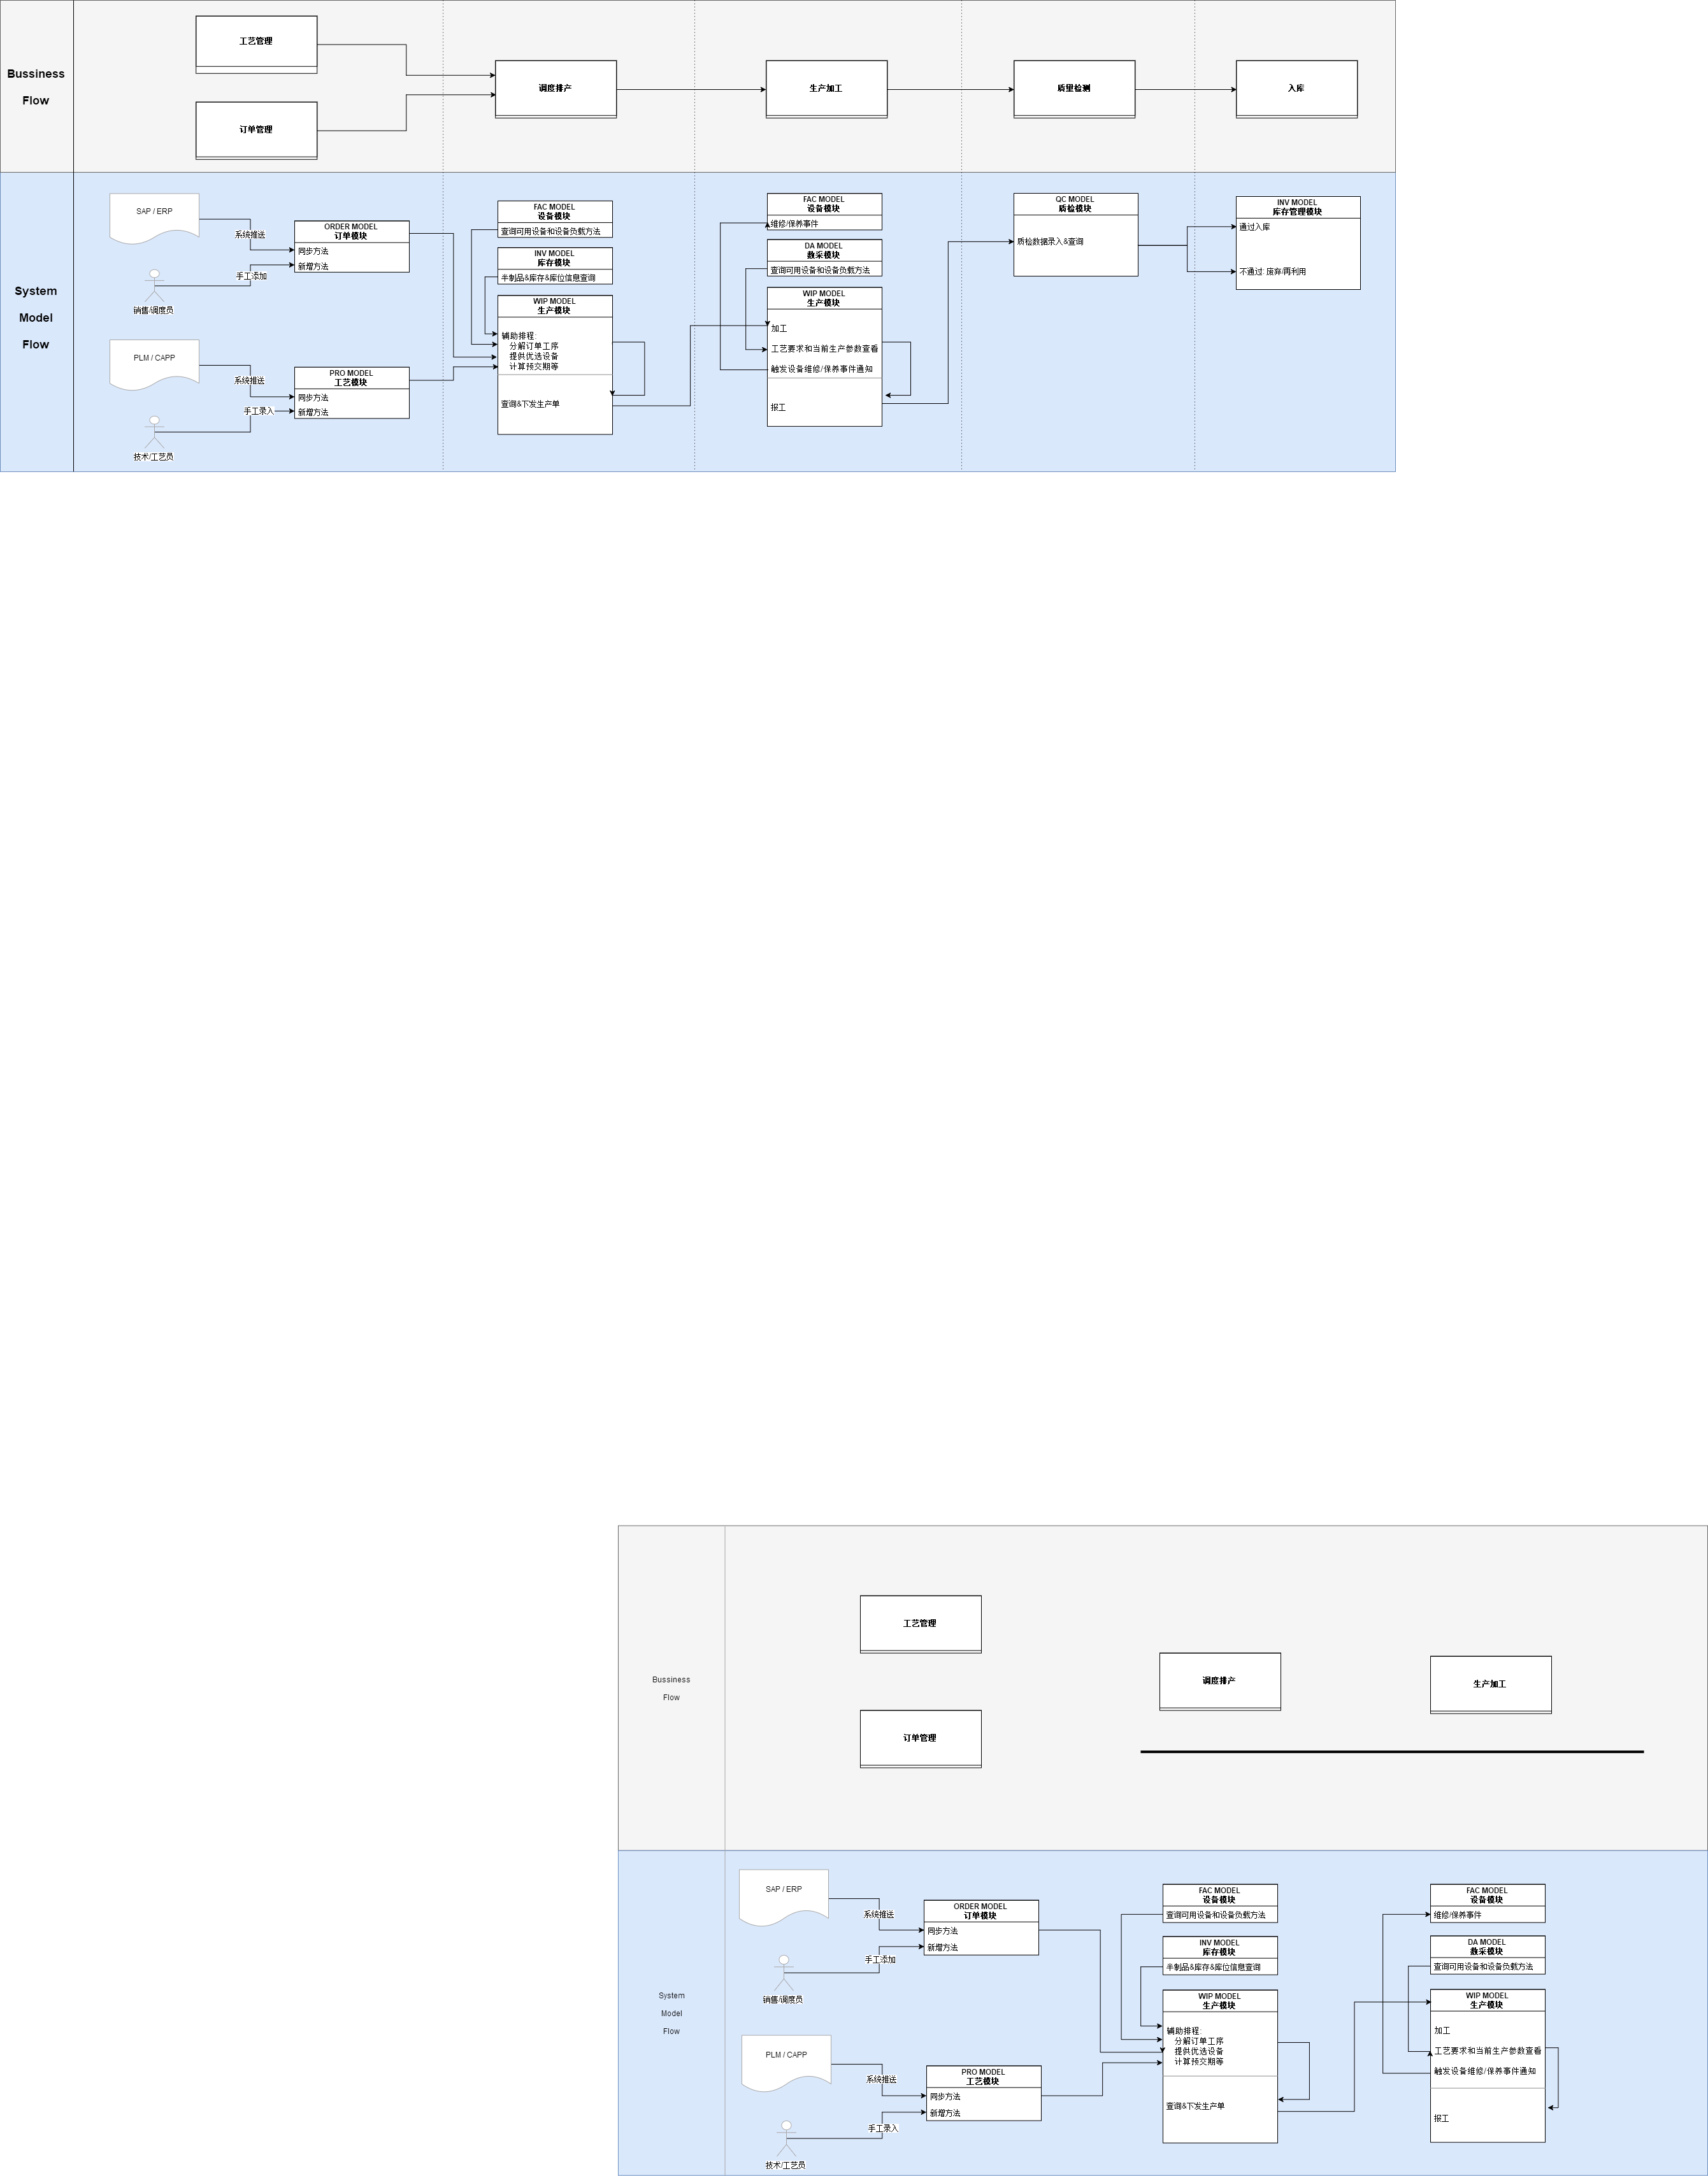 Bussiness
Flow
工艺管理
订单管理
调度排产
生产加工
质里检测
入库
System
Model
Flow
SAP / ERP
系统推送
手工添加
销售/调度员
ORDER MODEL
订单模块
同步方法
新增方法
PLM / CAPP
系统推送
手工录入
技术/工艺员
PRO MODEL
工艺模块
同步方法
新增方法
FAC MODEL
设备模块
查询可用设备和设备负载方法
INV MODEL
库存模块
半制品&库存&库位信息查询
WIP MODEL
生产模块
辅助排程:
分解订单工序
提供优选设备
计算预交期等
查询&下发生产单
FAC MODEL
设备模块
维修/保养事件
DA MODEL
数采模块
查询可用设备和设备负载方法
WIP MODEL
生产模块
加工
工艺要求和当前生产参数查看
触发设备维修/保养事件通知
报工
QC MODEL
质检模块
质检数据录入&查询
INV MODEL
库存管理模块
通过入库
不通过: 废弃/再利用
Bussiness
Flow
工艺管理
订单管理
调度排产
生产加工
System
Model
Flow
SAP / ERP
系统推送
手工添加
销售/调度员
ORDER MODEL
订单模块
同步方法
新增方法
PLM / CAPP
系统推送
手工录入
技术/工艺员
PRO MODEL
工艺模块
同步方法
新增方法
FAC MODEL
设备模块
查询可用设备和设备负载方法
INV MODEL
库存模块
半制品&库存&库位信息查询
WIP MODEL
生产模块
辅助排程:
分解订单工序
提供优选设备
计算预交期等
查询&下发生产单
FAC MODEL
设备模块
维修/保养事件
DA MODEL
数采模块
查询可用设备和设备负载方法
WIP MODEL
生产模块
加工
工艺要求和当前生产参数查看
触发设备维修/保养事件通知
报工